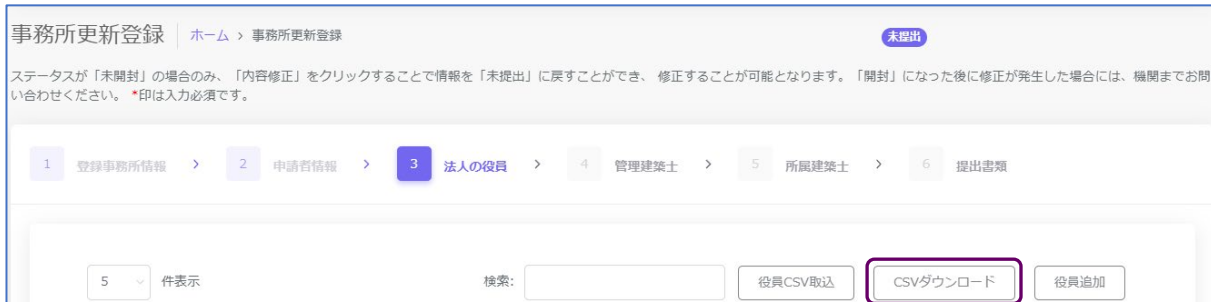 事務所更新登録 ホーム > 事務所更新登録 未提出
ステータスが「未開封」の場合のみ、「内容修正」をクリックすることで情報を「未提出」に戻すことができ、 修正することが可能となります。「開封」になった後に修正が発生した場合には、機関までお問
い合わせください。 *印は入力必須です。
1 登録事務所情報 > 2 申請者情報 > 3 法人の役員 > 4 管理建築士 > 5 所属建築士 > 6 提出書類
5 件表示 検索: 役員CSV取込 CSVダウンロード 役員追加